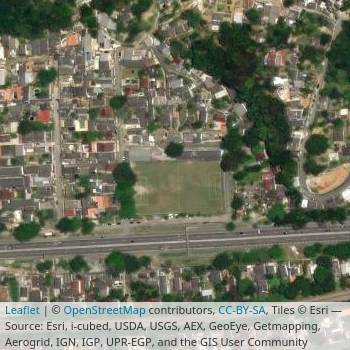 Leaflet | © OpenStreetMap contributors, CC-BY-SA, Tiles © Esri —
Source: Esri, i-cubed, USDA, USGS, AEX, GeoEye, Getmapping,
Aerogrid, IGN, IGP, UPR-EGP, and the GIS User Community